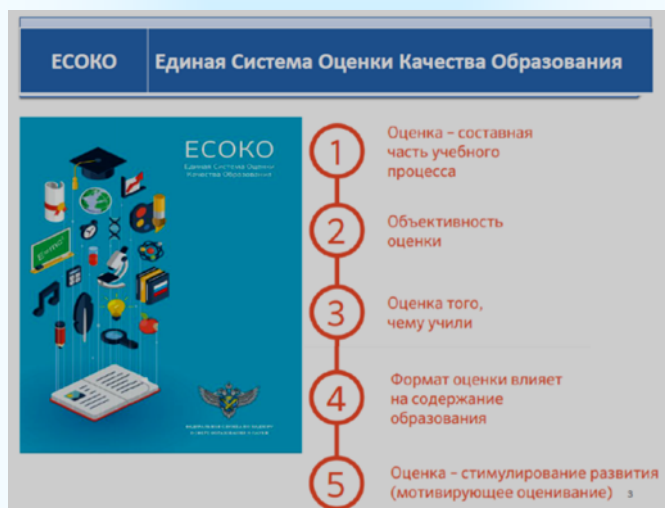 ЕСОКО
Единая Система Оценки Качества Образования
ЕСОКО
Единая Система Оценки
Качества Образования
E=mc²
1
Оценка – составная
часть учебного
процесса
2
Объективность
оценки
3
Оценка того,
чему учили
4
Формат оценки влияет
на содержание
образования
5
Оценка – стимулирование развития
(мотивирующее оценивание)
3